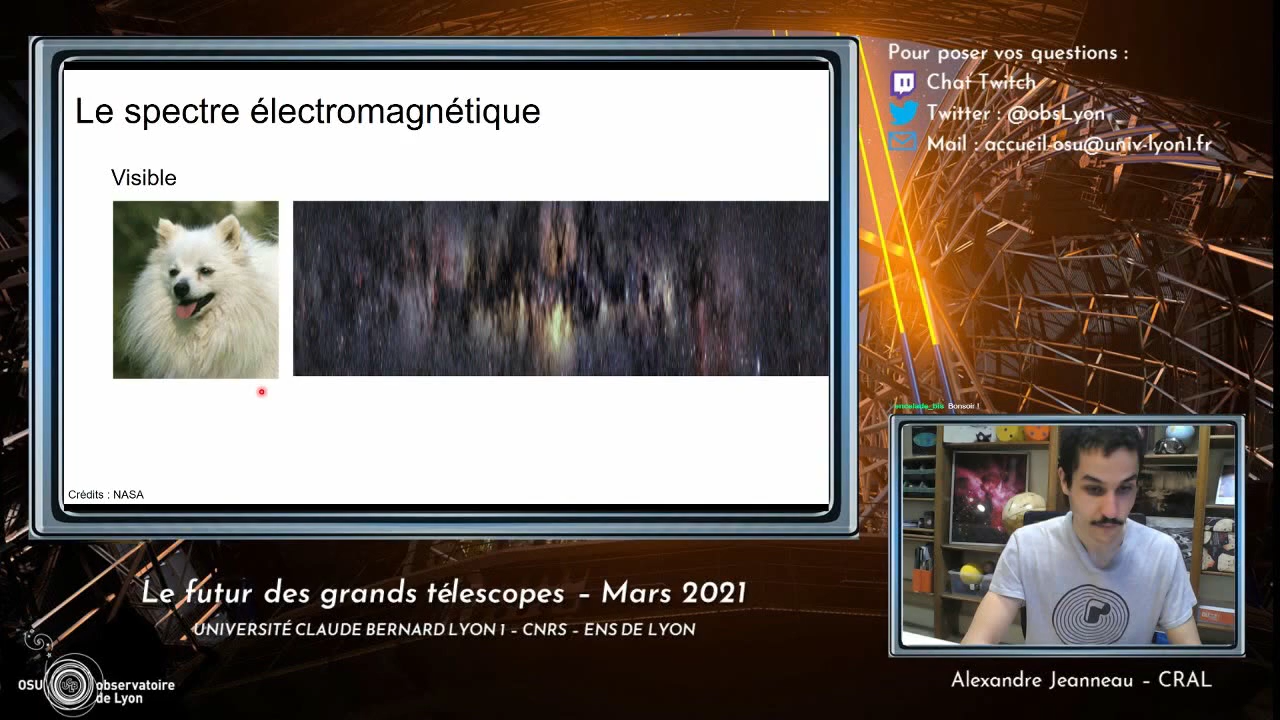 Le spectre électromagnétique
Visible
Crédits : NASA
Pour poser vos questions :
Chat Twitch
Twitter : @obsLyon
Mail : accueil-osu@univ-lyon1.fr
encelade_bis Bonsoir !
Le futur des grands télescopes – Mars 2021
UNIVERSITÉ CLAUDE BERNARD LYON 1 – CNRS – ENS DE LYON
OSUL observatoire
de Lyon
Alexandre Jeanneau – CRAL